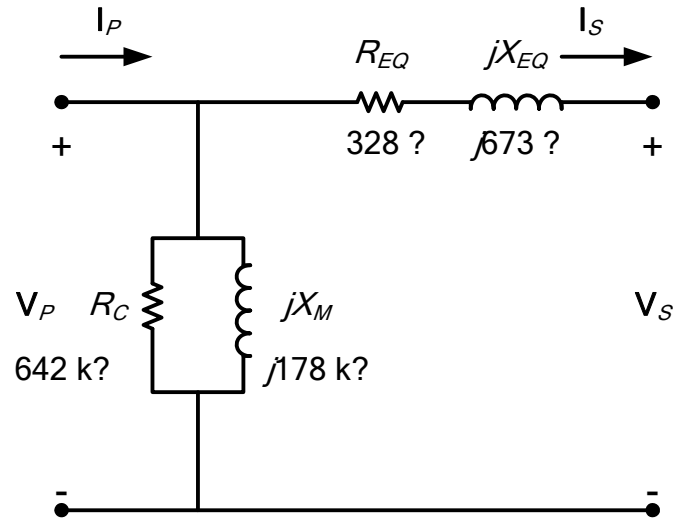 I_P I_S
R_EQ jX_EQ
328 ? j673 ?
+ +
V_P R_C jX_M V_S
642 k? j178 k?
- -